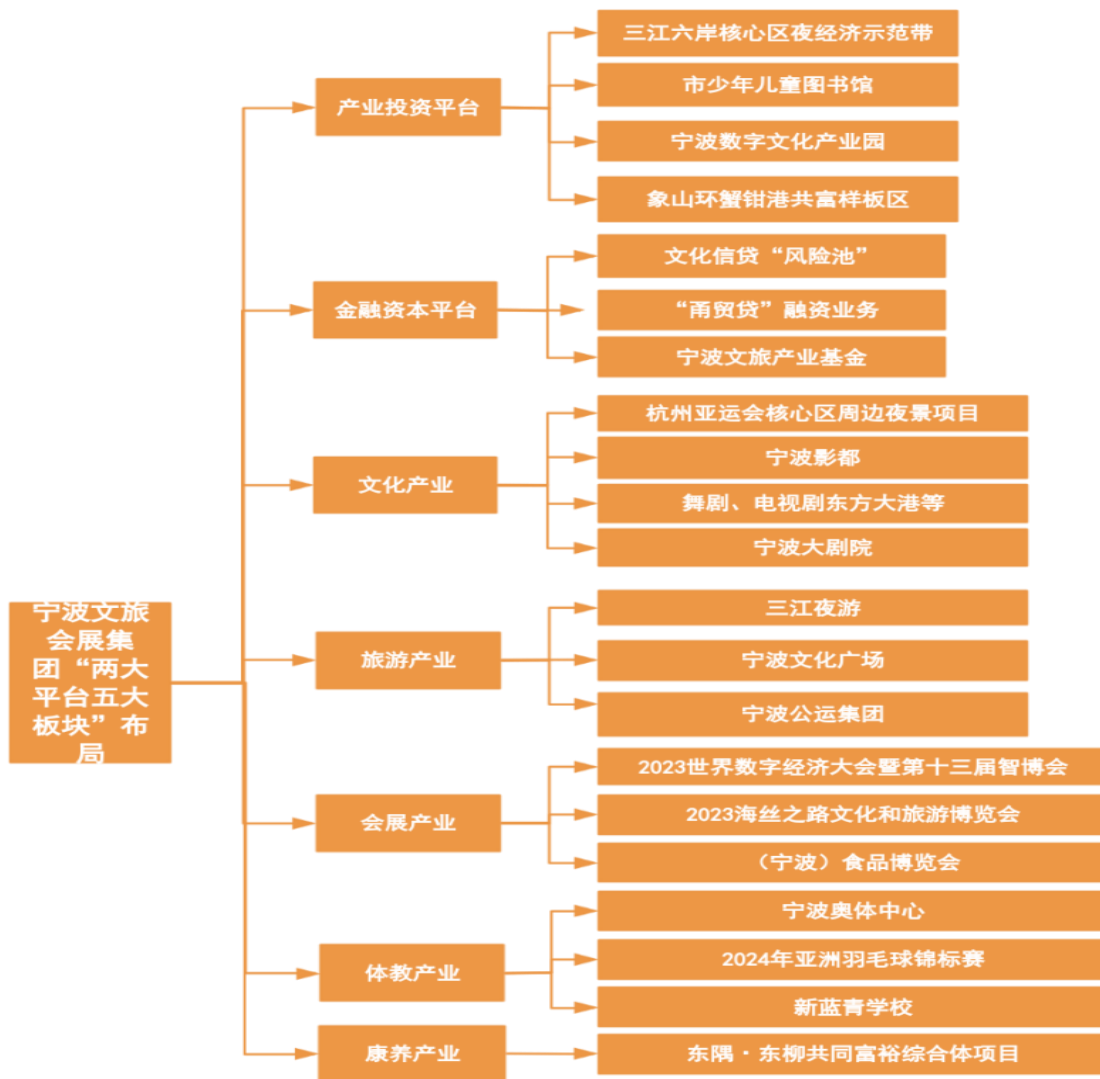 宁波文旅
会展集
团“两大
平台五大
板块”布
局
产业投资平台
三江六岸核心区夜经济示范带
市少年儿童图书馆
宁波数字文化产业园
象山环蟹钳港共富样板区
金融资本平台
文化信贷“风险池”
“甬贸贷”融资业务
宁波文旅产业基金
文化产业
杭州亚运会核心区周边夜景项目
宁波影都
舞剧、电视剧东方大港等
宁波大剧院
旅游产业
三江夜游
宁波文化广场
宁波公运集团
会展产业
2023世界数字经济大会暨第十三届智博会
2023海丝之路文化和旅游博览会
（宁波）食品博览会
体教产业
宁波奥体中心
2024年亚洲羽毛球锦标赛
新蓝青学校
康养产业
东隅·东柳共同富裕综合体项目